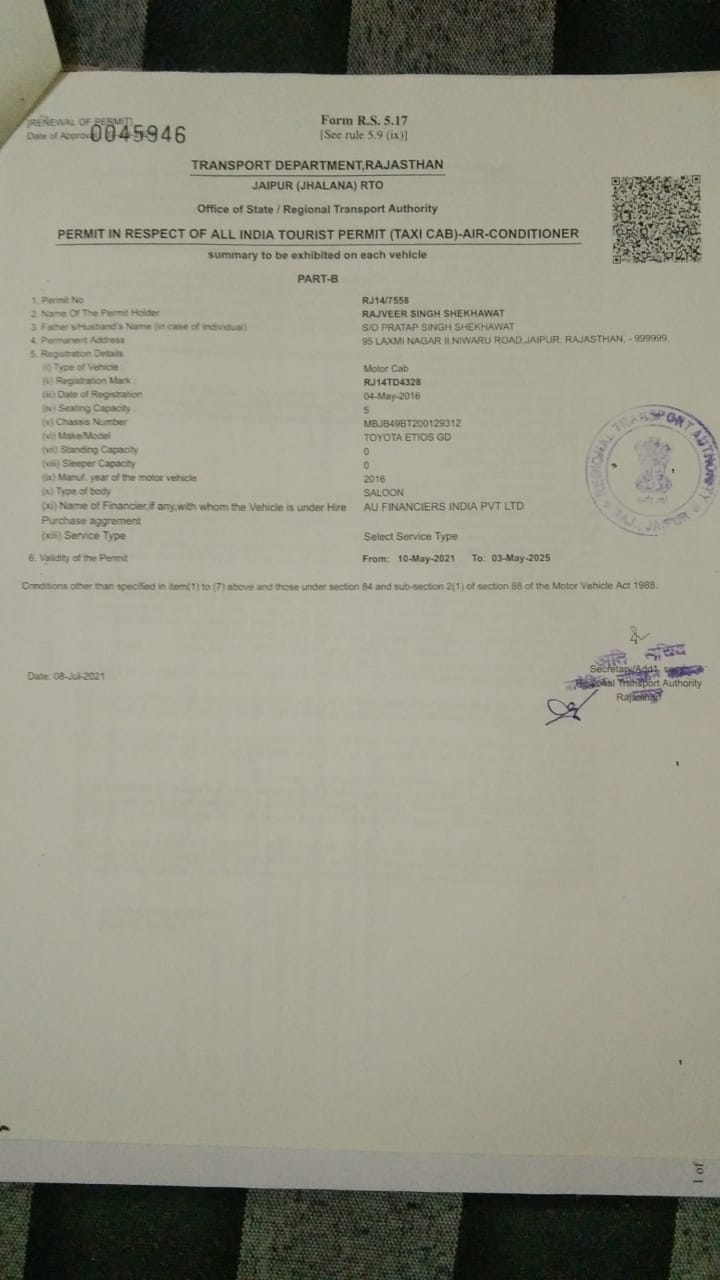 [RENEWAL OF PERMIT]
Date of Approv
0045946
Form R.S. 5.17
[See rule 5.9 (ix)]
TRANSPORT DEPARTMENT,RAJASTHAN
JAIPUR (JHALANA) RTO
Office of State / Regional Transport Authority
PERMIT IN RESPECT OF ALL INDIA TOURIST PERMIT (TAXI CAB)-AIR-CONDITIONER
summary to be exhibited on each vehicle
PART-B
1. Permit No RJ14/7558
2. Name Of The Permit Holder RAJVEER SINGH SHEKHAWAT
3. Father's/Husband's Name (in case of Individual) S/O PRATAP SINGH SHEKHAWAT
4. Permanent Address 95 LAXMI NAGAR II,NIWARU ROAD,JAIPUR, RAJASTHAN, - 999999.
5. Registration Details
(i) Type of Vehicle : Motor Cab
(ii) Registration Mark : RJ14TD4328
(iii) Date of Registration 04-May-2016
(iv) Seating Capacity : 5
(v) Chassis Number MBJB49BT200129312
(vi) Make/Model TOYOTA ETIOS GD
(vii) Standing Capacity 0
(viii) Sleeper Capacity 0
(ix) Manuf. year of the motor vehicle 2016
(x) Type of body SALOON
(xi) Name of Financier,if any,with whom the Vehicle is under Hire AU FINANCIERS INDIA PVT LTD
Purchase aggrement
(xiii) Service Type Select Service Type
6. Validity of the Permit From: 10-May-2021 To: 03-May-2025
Conditions other than specified in item(1) to (7) above and those under section 84 and sub-section 2(1) of section 88 of the Motor Vehicle Act 1988.
REGIONAL TRANSPORT AUTHORITY
RAJ., JAIPUR
Date: 08-Jul-2021
अति सचिव
Secretary/Addl.
Regional Transport Authority
Rajasthan
1 of